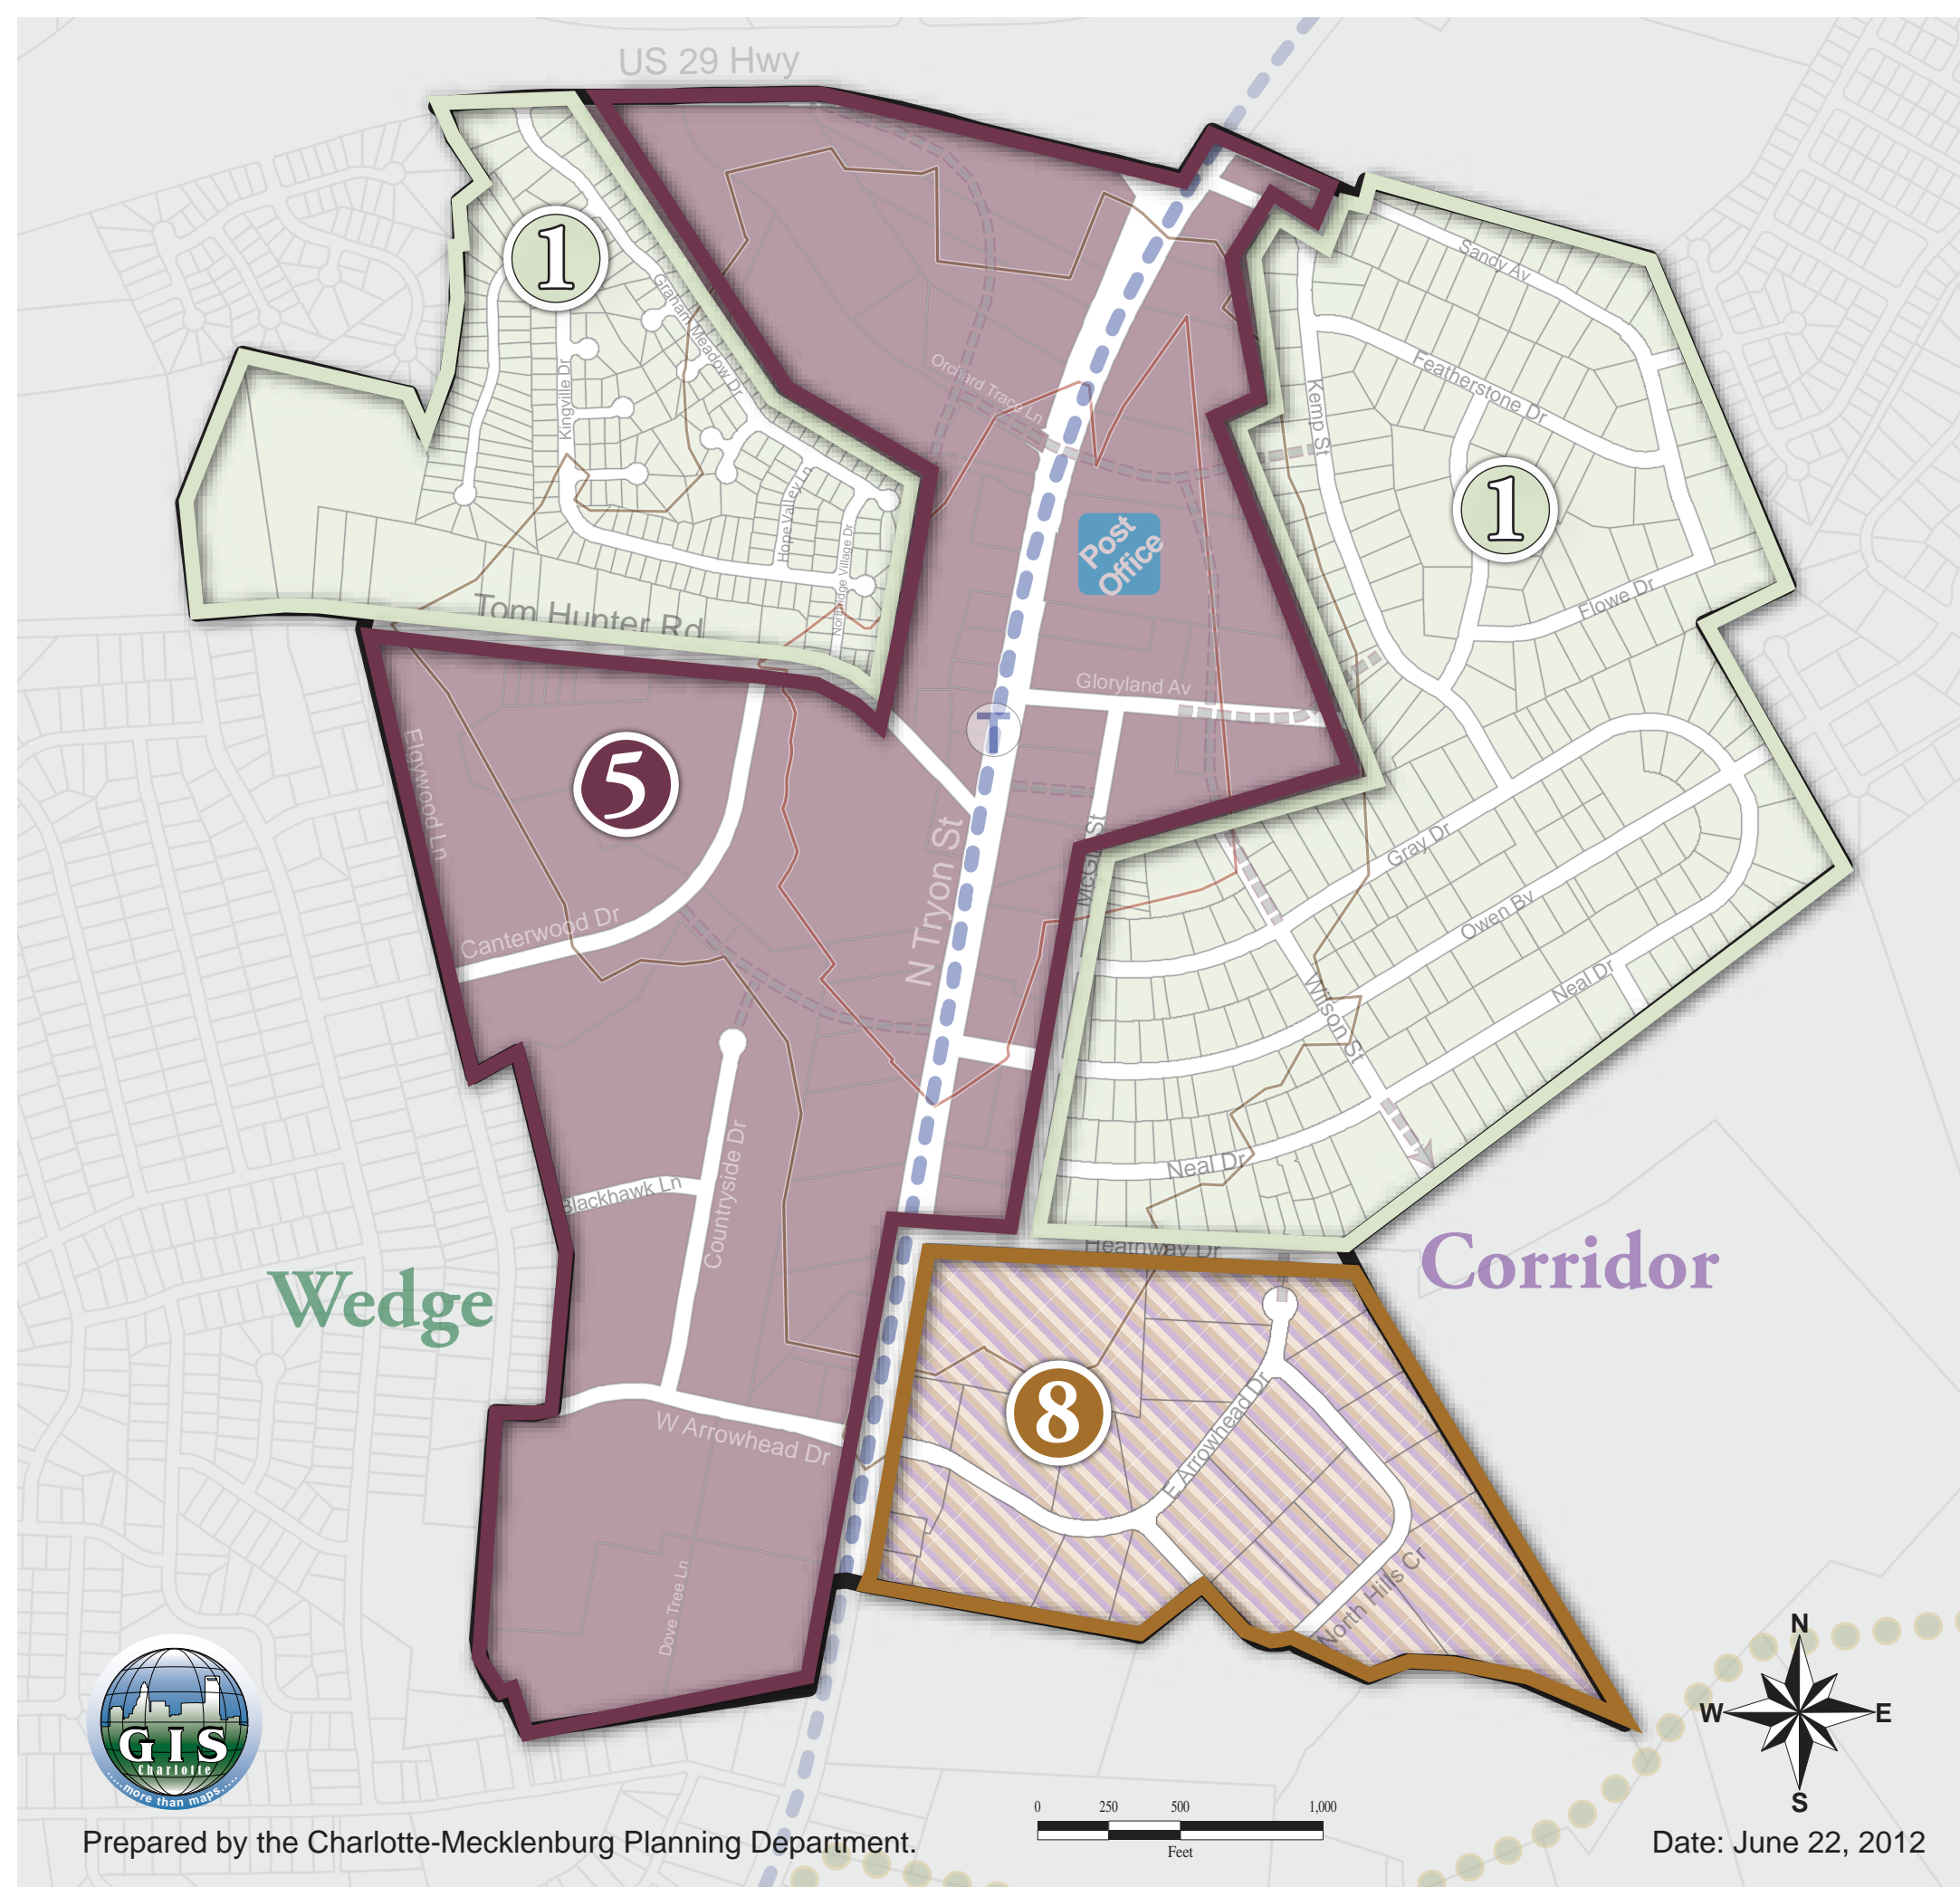 US 29 Hwy
1
Sandy Av
Graham Meadow Dr
Kingville Dr
Orchard Trace Ln
Featherstone Dr
Kemp St
1
Hope Valley Ln
Northridge Village Dr
Post
Office
Tom Hunter Rd
Flowe Dr
Gloryland Av
T
5
Elgywood Ln
N Tryon St
Gray Dr
Canterwood Dr
Owen Bv
Wilson St
Neal Dr
Neal Dr
Blackhawk Ln
Countryside Dr
Heathway Dr
Wedge
Corridor
8
W Arrowhead Dr
E Arrowhead Dr
North Hills Cr
Dove Tree Ln
N
W
E
S
GIS
Charlotte
.....more than maps.....
0 250 500 1,000
Feet
Prepared by the Charlotte-Mecklenburg Planning Department.
Date: June 22, 2012